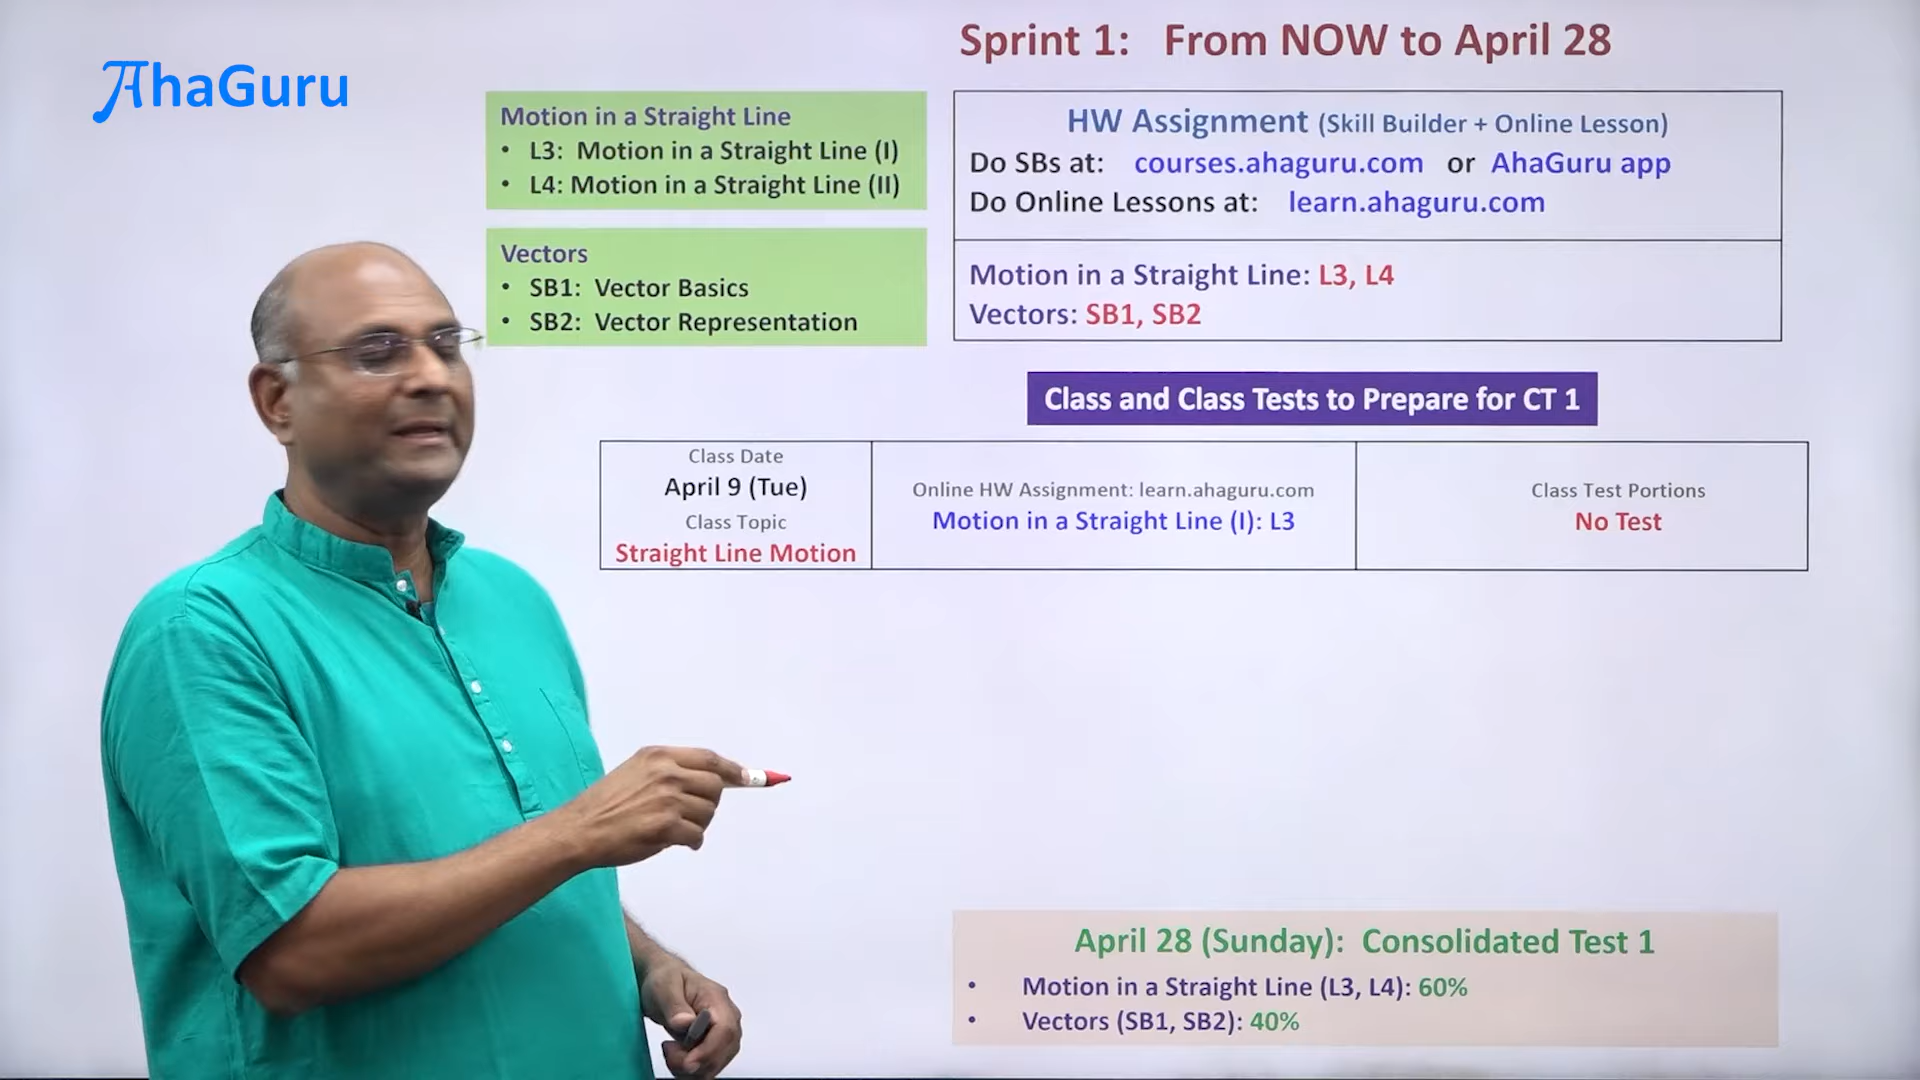 AhaGuru
Sprint 1: From NOW to April 28
Motion in a Straight Line
• L3: Motion in a Straight Line (I)
• L4: Motion in a Straight Line (II)
Vectors
• SB1: Vector Basics
• SB2: Vector Representation
HW Assignment (Skill Builder + Online Lesson)
Do SBs at: courses.ahaguru.com or AhaGuru app
Do Online Lessons at: learn.ahaguru.com
Motion in a Straight Line: L3, L4
Vectors: SB1, SB2
Class and Class Tests to Prepare for CT 1
Class Date
April 9 (Tue)
Class Topic
Straight Line Motion
Online HW Assignment: learn.ahaguru.com
Motion in a Straight Line (I): L3
Class Test Portions
No Test
April 28 (Sunday): Consolidated Test 1
• Motion in a Straight Line (L3, L4): 60%
• Vectors (SB1, SB2): 40%